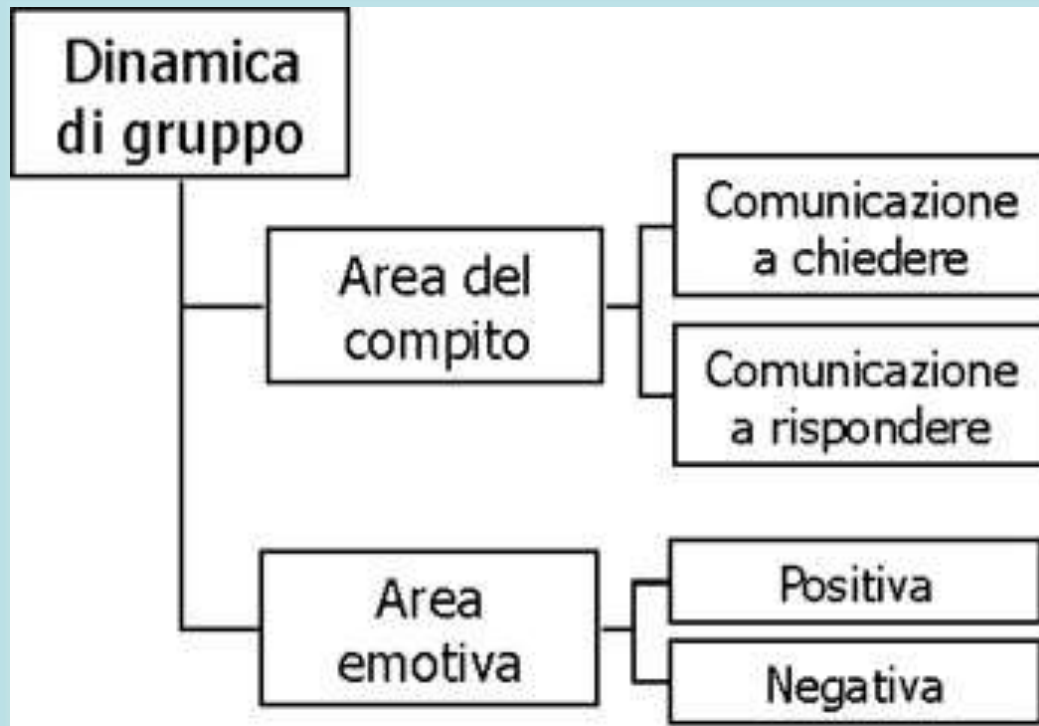 Dinamica
di gruppo
Area del
compito
Comunicazione
a chiedere
Comunicazione
a rispondere
Area
emotiva
Positiva
Negativa